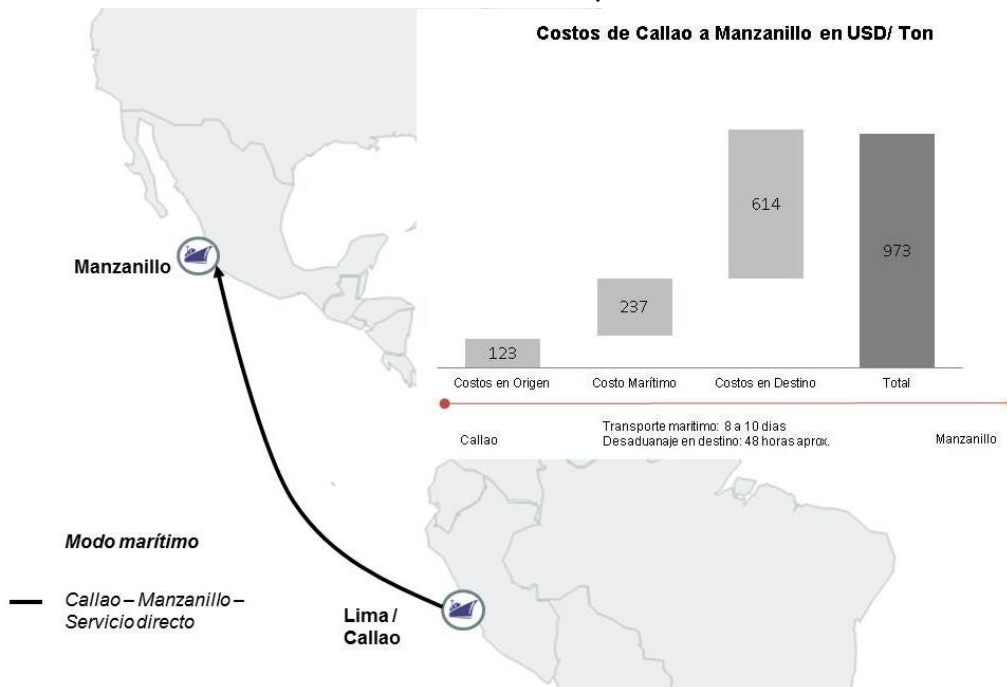 Costos de Callao a Manzanillo en USD/ Ton
614
973
237
123
Costos en Origen
Costo Marítimo
Costos en Destino
Total
Transporte marítimo: 8 a 10 dias
Desaduanaje en destino: 48 horas aprox.
Callao
Manzanillo
Manzanillo
Modo marítimo
Callao – Manzanillo –
Servicio directo
Lima /
Callao